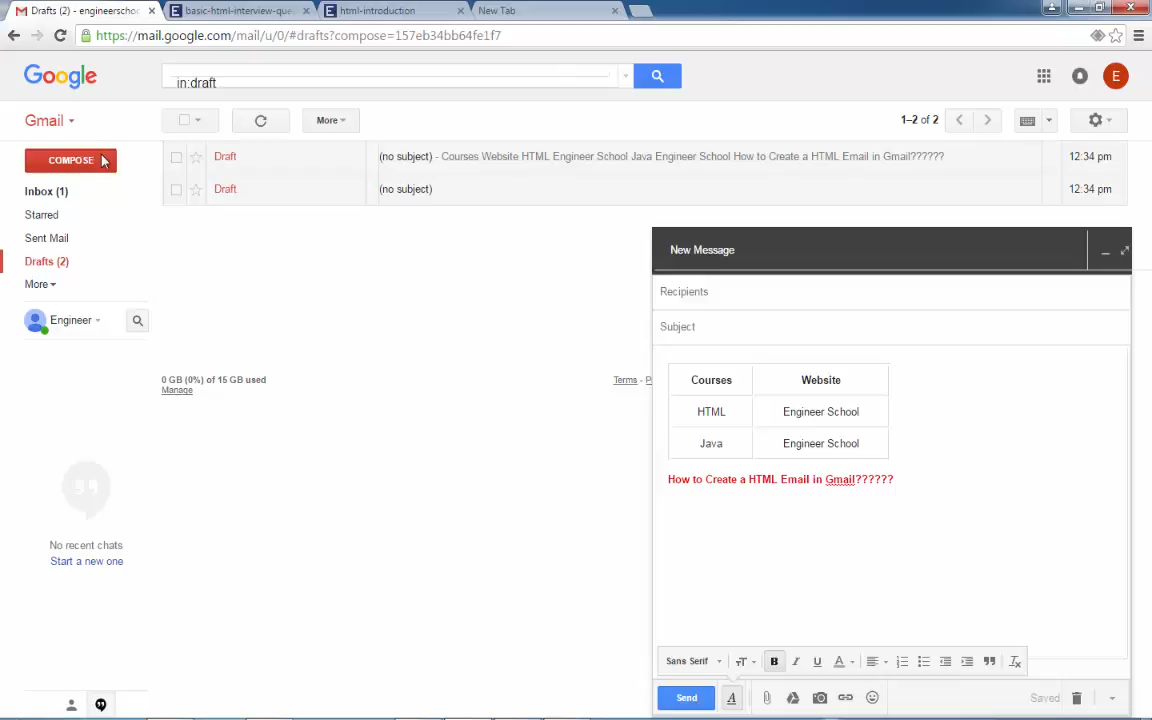 Drafts (2) - engineerscho
basic-html-interview-que
html-introduction
New Tab
https://mail.google.com/mail/u/0/#drafts?compose=157eb34bb64fe1f7
Google
in:draft
E
Gmail
More
1–2 of 2
COMPOSE
Draft (no subject) - Courses Website HTML Engineer School Java Engineer School How to Create a HTML Email in Gmail?????? 12:34 pm
Draft (no subject) 12:34 pm
Inbox (1)
Starred
Sent Mail
Drafts (2)
More
Engineer
0 GB (0%) of 15 GB used
Manage
Terms - P
No recent chats
Start a new one
New Message
Recipients
Subject
Courses Website
HTML Engineer School
Java Engineer School
How to Create a HTML Email in Gmail??????
Sans Serif
B I U A
Send A Saved